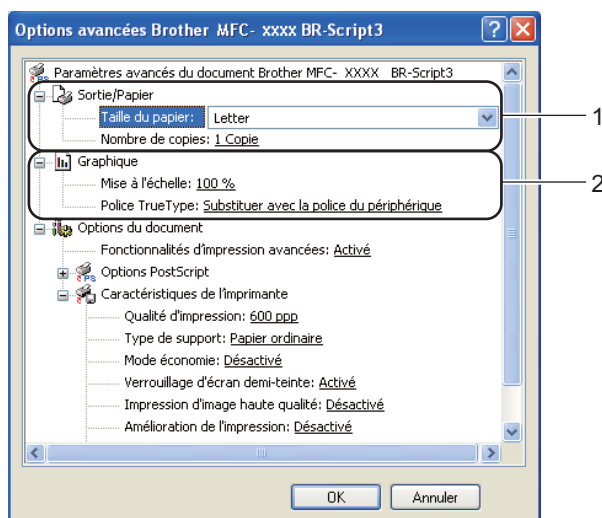 Options avancées Brother MFC- xxxx BR-Script3
Paramètres avancés du document Brother MFC- XXXX BR-Script3
Sortie/Papier
Taille du papier: Letter
1
Nombre de copies: 1 Copie
Graphique
2
Mise à l'échelle: 100 %
Police TrueType: Substituer avec la police du périphérique
Options du document
Fonctionnalités d'impression avancées: Activé
Options PostScript
Caractéristiques de l'imprimante
Qualité d'impression: 600 ppp
Type de support: Papier ordinaire
Mode économie: Désactivé
Verrouillage d'écran demi-teinte: Activé
Impression d'image haute qualité: Désactivé
Amélioration de l'impression: Désactivé
OK Annuler